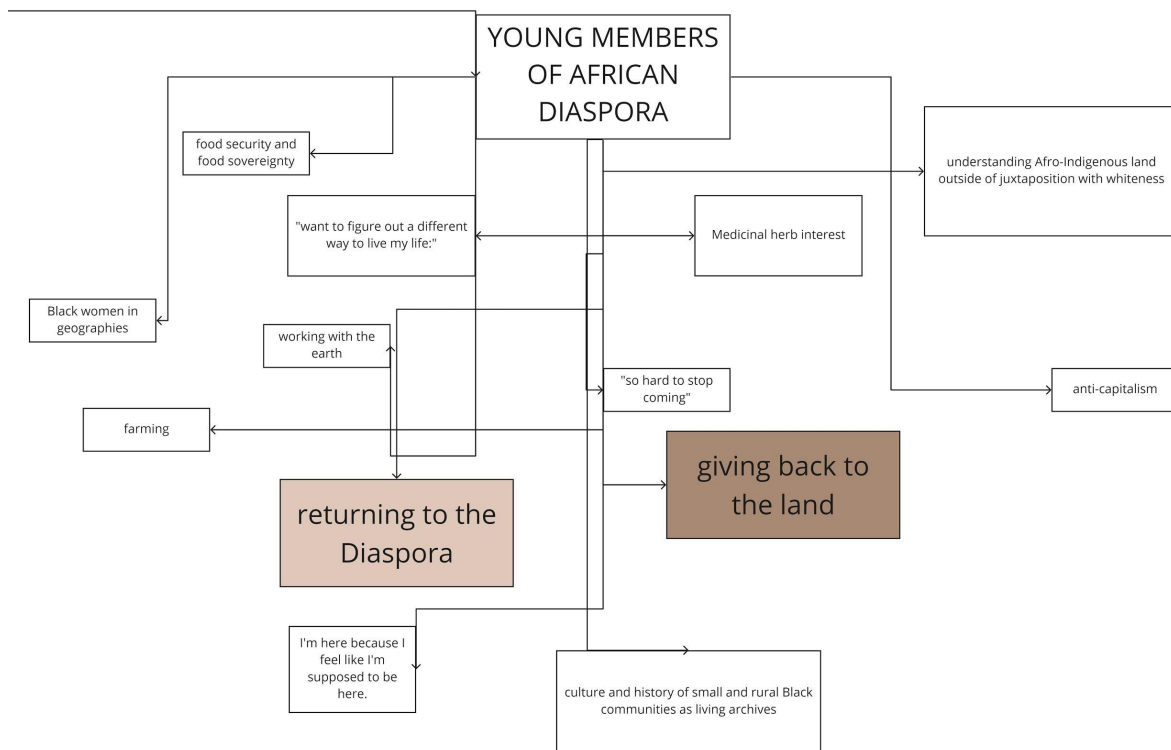 YOUNG MEMBERS
OF AFRICAN
DIASPORA
food security and
food sovereignty
understanding Afro-Indigenous land
outside of juxtaposition with whiteness
"want to figure out a different
way to live my life:"
Medicinal herb interest
Black women in
geographies
working with the
earth
"so hard to stop
coming"
anti-capitalism
farming
giving back to
the land
returning to the
Diaspora
I'm here because I
feel like I'm
supposed to be
here.
culture and history of small and rural Black
communities as living archives